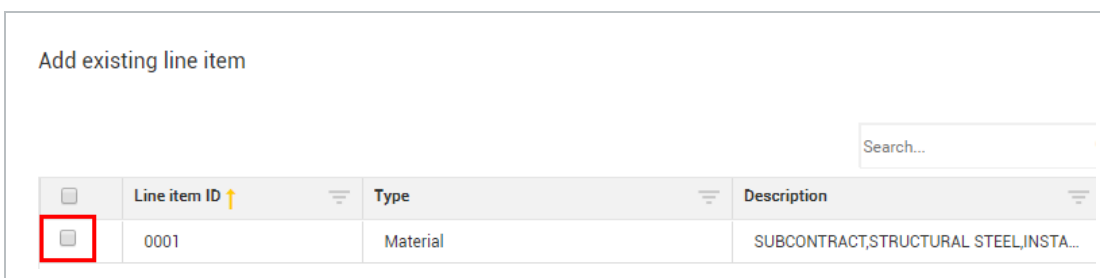 Add existing line item
Search...
Line item ID Type Description
0001 Material SUBCONTRACT,STRUCTURAL STEEL,INSTA...